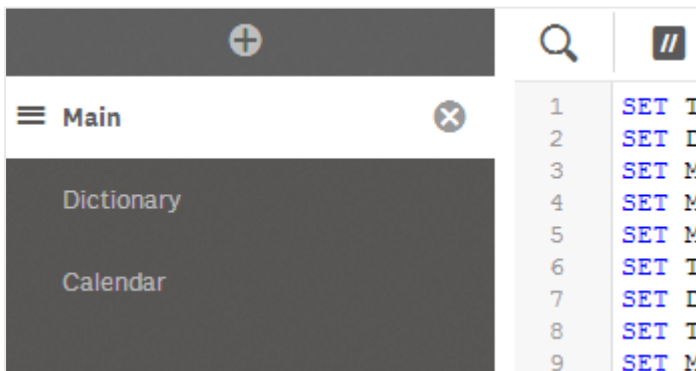 //
Main
Dictionary
Calendar
1 SET T
2 SET D
3 SET M
4 SET M
5 SET M
6 SET T
7 SET D
8 SET T
9 SET M